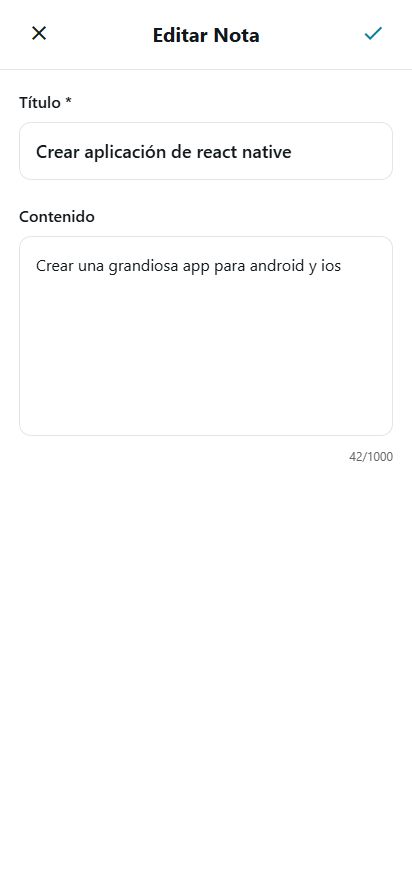 Editar Nota
Título *
Crear aplicación de react native
Contenido
Crear una grandiosa app para android y ios
42/1000